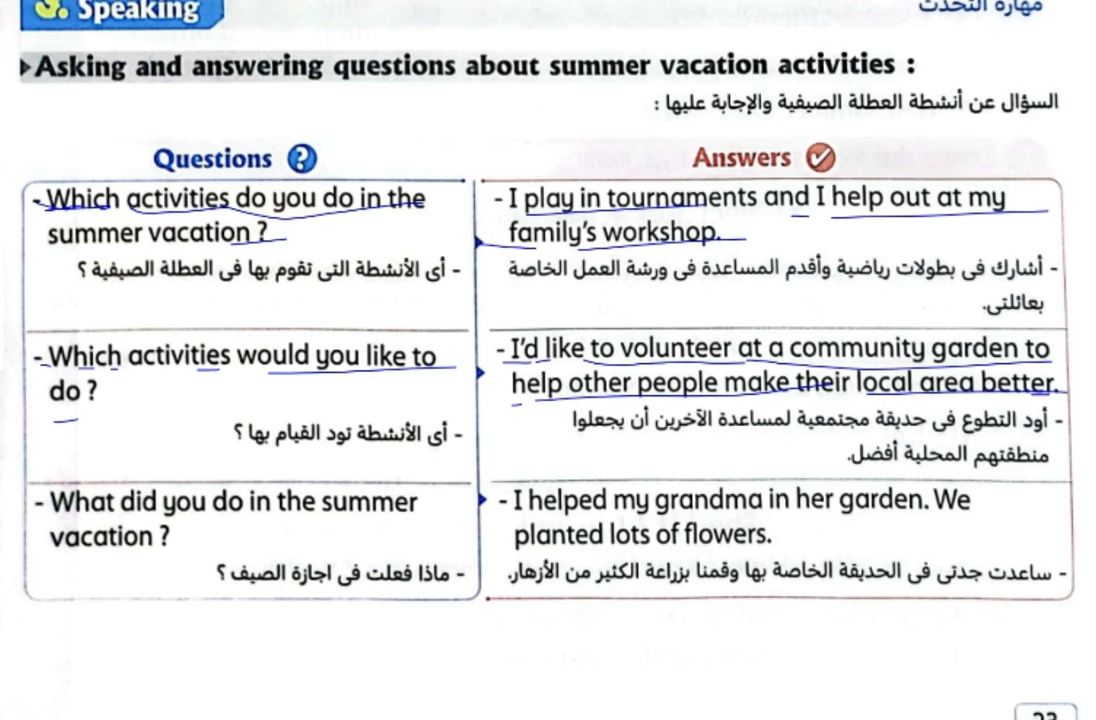 Speaking
مهارة التحدث
Asking and answering questions about summer vacation activities :
السؤال عن أنشطة العطلة الصيفية والإجابة عليها :
Questions ?
Answers
- Which activities do you do in the
summer vacation ?
- أى الأنشطة التى تقوم بها فى العطلة الصيفية ؟
- I play in tournaments and I help out at my
family's workshop.
- أشارك فى بطولات رياضية وأقدم المساعدة فى ورشة العمل الخاصة
بعائلتى.
- Which activities would you like to
do ?
- أى الأنشطة تود القيام بها ؟
- I'd like to volunteer at a community garden to
help other people make their local area better.
- أود التطوع فى حديقة مجتمعية لمساعدة الآخرين أن يجعلوا
منطقتهم المحلية أفضل.
- What did you do in the summer
vacation ?
- ماذا فعلت فى اجازة الصيف ؟
- I helped my grandma in her garden. We
planted lots of flowers.
- ساعدت جدتى فى الحديقة الخاصة بها وقمنا بزراعة الكثير من الأزهار.